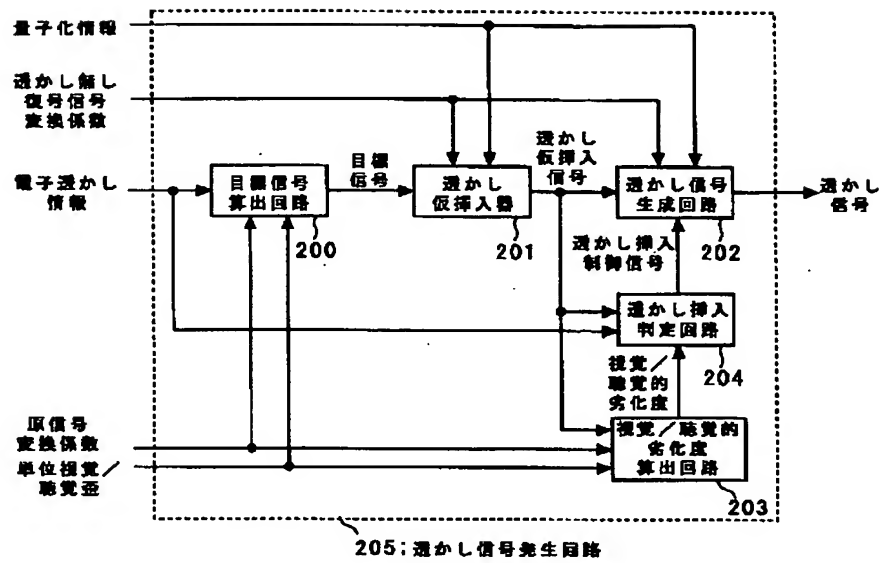 量子化情報
透かし無し
復号信号
変換係数
電子透かし
情報
目標信号
算出回路
200
目標
信号
透かし
仮挿入器
201
透かし
仮挿入
信号
透かし信号
生成回路
202
透かし
信号
透かし挿入
制御信号
透かし挿入
判定回路
204
視覚／
聴覚的
劣化度
原信号
変換係数
単位視覚／
聴覚歪
視覚／聴覚的
劣化度
算出回路
203
205;透かし信号発生回路